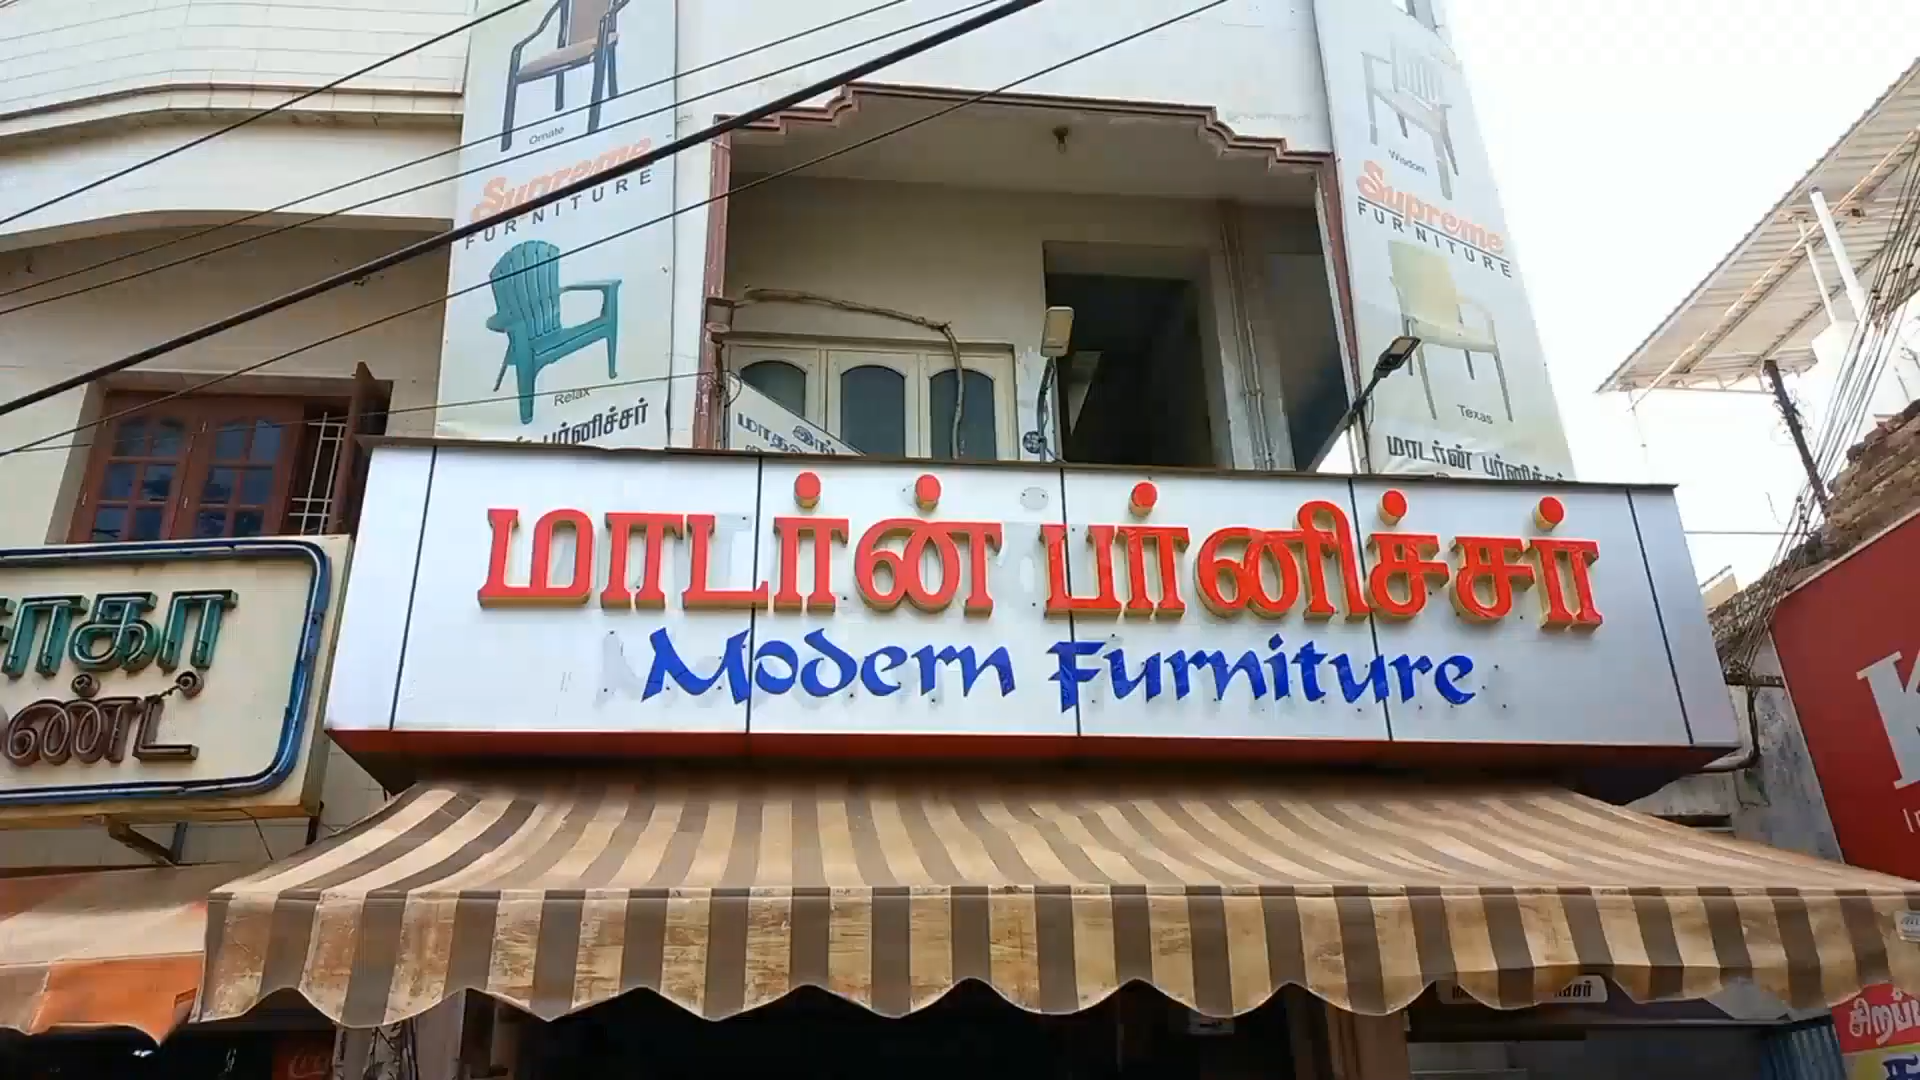 Ornate
Supreme
FURNITURE
Relax
பர்னிச்சர்
Wisdom
Supreme
FURNITURE
Texas
மாடர்ன் பர்னிச்சர்
மாடர்ன் பர்னிச்சர்
Modern Furniture